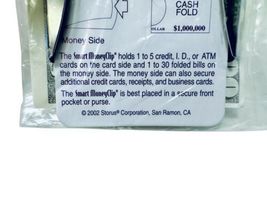 CASH
FOLD
DOLLAR $1,000,000
Money Side
The Smart MoneyClip® holds 1 to 5 credit, I. D., or ATM
cards on the card side and 1 to 30 folded bills on
the money side. The money side can also secure
additional credit cards, receipts, and business cards.
The Smart MoneyClip® is best placed in a secure front
pocket or purse.
© 2002 Storus® Corporation, San Ramon, CA